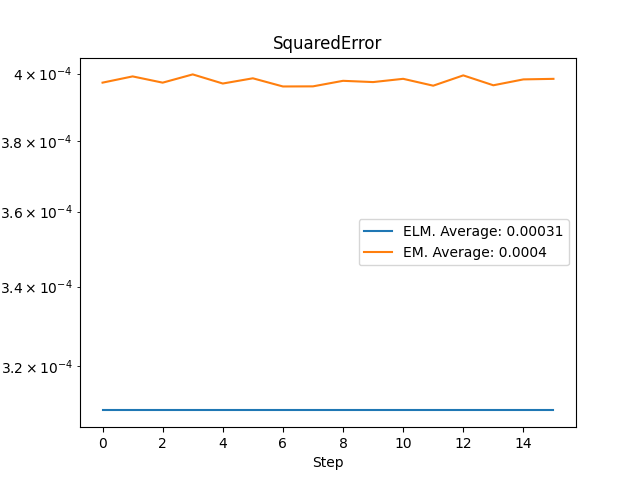 SquaredError
4 × 10⁻⁴
3.8 × 10⁻⁴
3.6 × 10⁻⁴
3.4 × 10⁻⁴
3.2 × 10⁻⁴
ELM. Average: 0.00031
EM. Average: 0.0004
0 2 4 6 8 10 12 14
Step